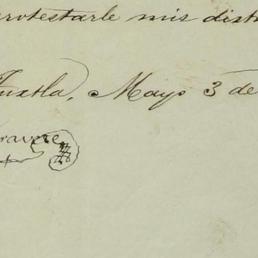 protestarle mis dist
Tuxtla, Mayo 3 de